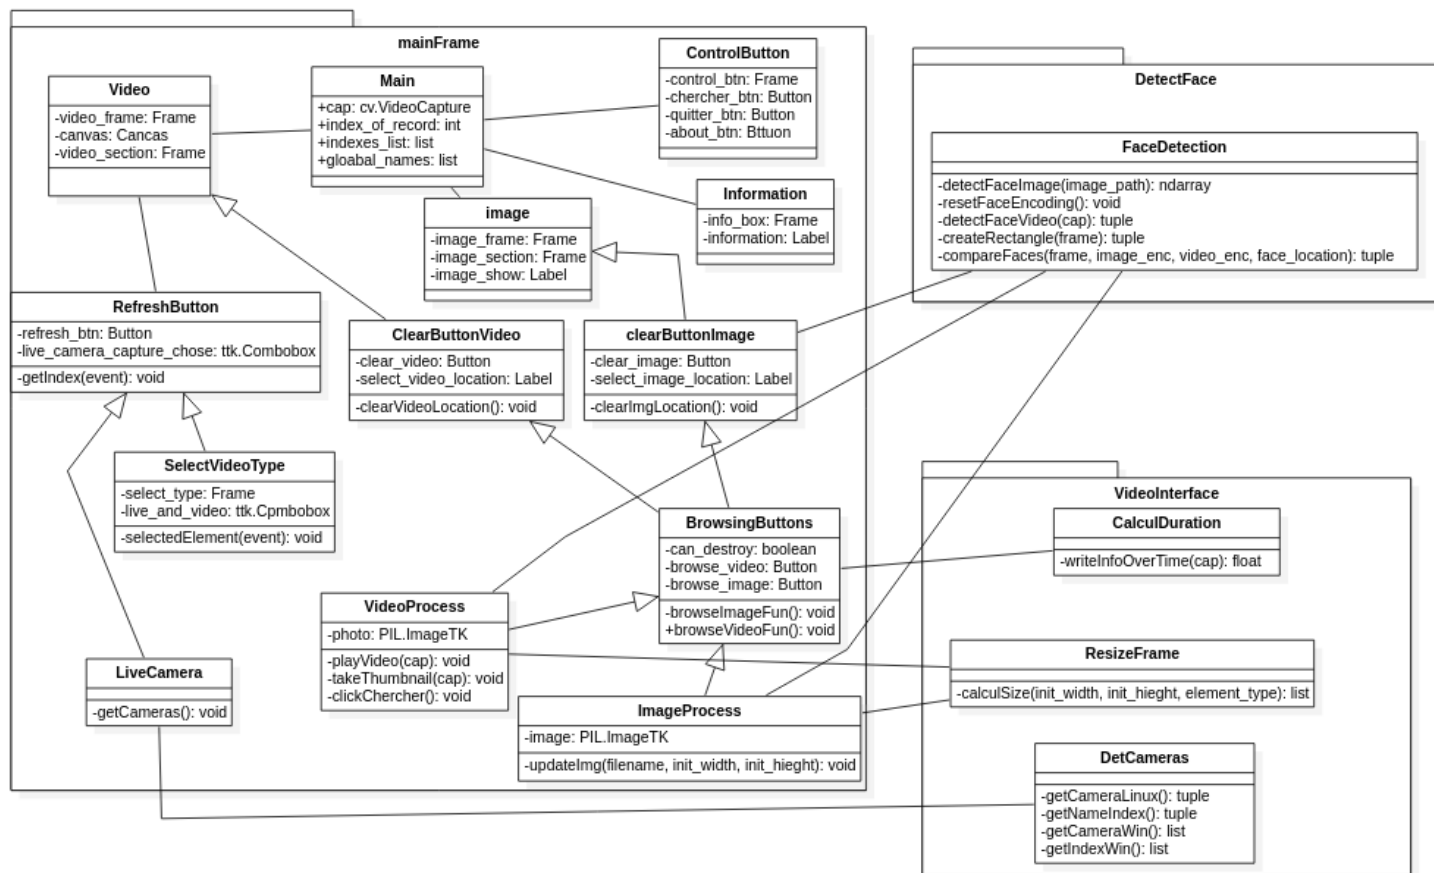 mainFrame
Video
-video_frame: Frame
-canvas: Cancas
-video_section: Frame
Main
+cap: cv.VideoCapture
+index_of_record: int
+indexes_list: list
+gloabal_names: list
ControlButton
-control_btn: Frame
-chercher_btn: Button
-quitter_btn: Button
-about_btn: Bttuon
Information
-info_box: Frame
-information: Label
image
-image_frame: Frame
-image_section: Frame
-image_show: Label
RefreshButton
-refresh_btn: Button
-live_camera_capture_chose: ttk.Combobox
-getIndex(event): void
ClearButtonVideo
-clear_video: Button
-select_video_location: Label
-clearVideoLocation(): void
clearButtonImage
-clear_image: Button
-select_image_location: Label
-clearImgLocation(): void
SelectVideoType
-select_type: Frame
-live_and_video: ttk.Cpmbobox
-selectedElement(event): void
BrowsingButtons
-can_destroy: boolean
-browse_video: Button
-browse_image: Button
-browseImageFun(): void
+browseVideoFun(): void
VideoProcess
-photo: PIL.ImageTK
-playVideo(cap): void
-takeThumbnail(cap): void
-clickChercher(): void
LiveCamera
-getCameras(): void
ImageProcess
-image: PIL.ImageTK
-updateImg(filename, init_width, init_hieght): void
DetectFace
FaceDetection
-detectFaceImage(image_path): ndarray
-resetFaceEncoding(): void
-detectFaceVideo(cap): tuple
-createRectangle(frame): tuple
-compareFaces(frame, image_enc, video_enc, face_location): tuple
VideoInterface
CalculDuration
-writeInfoOverTime(cap): float
ResizeFrame
-calculSize(init_width, init_hieght, element_type): list
DetCameras
-getCameraLinux(): tuple
-getNameIndex(): tuple
-getCameraWin(): list
-getIndexWin(): list